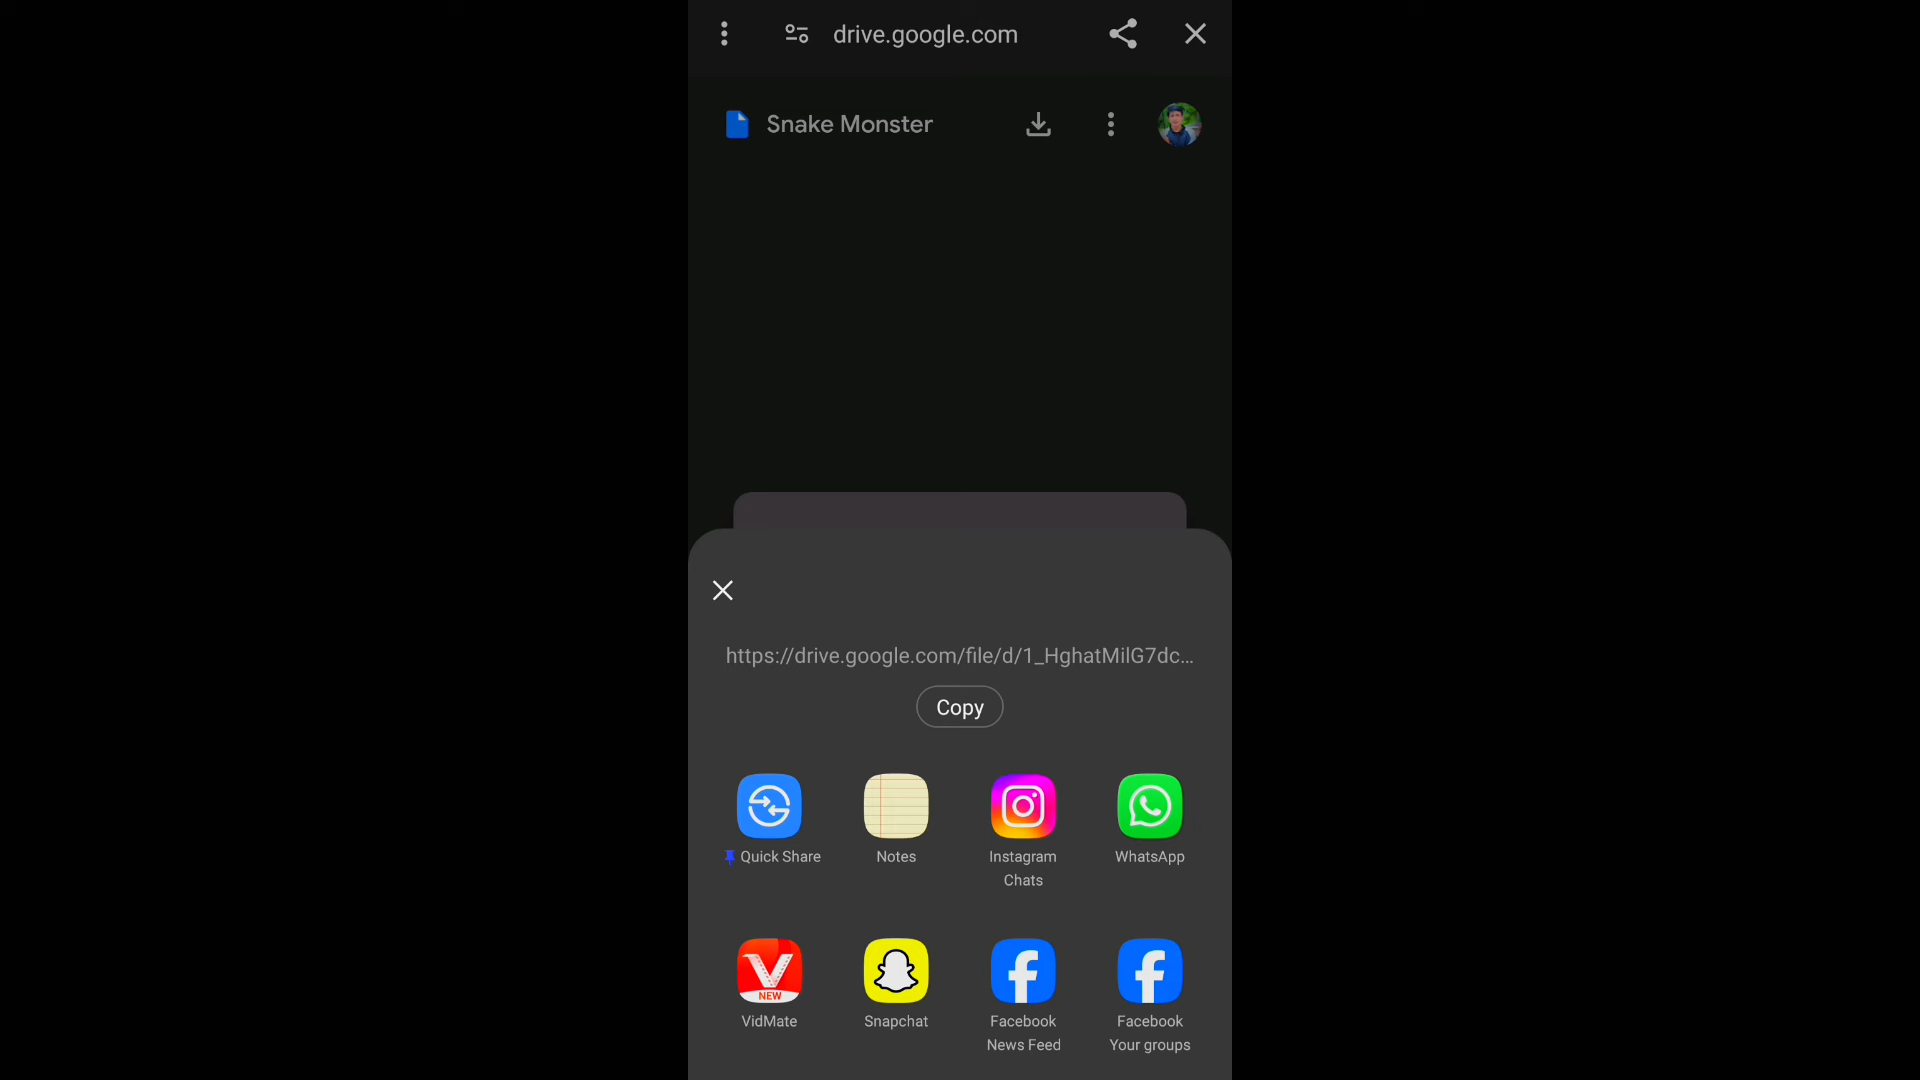 drive.google.com
Snake Monster
https://drive.google.com/file/d/1_HghatMilG7dc...
Copy
Quick Share
Notes
Instagram
Chats
WhatsApp
NEW
VidMate
Snapchat
Facebook
News Feed
Facebook
Your groups